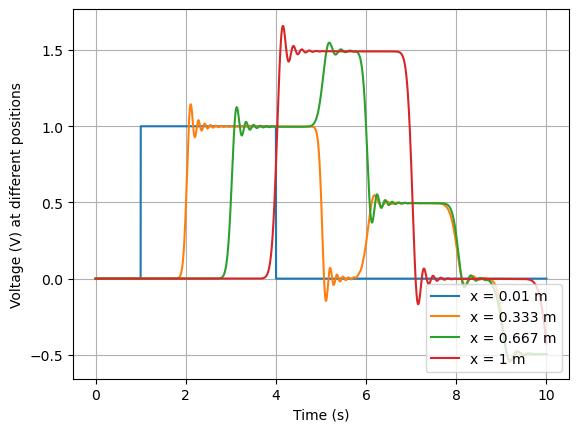 Voltage (V) at different positions
1.5
1.0
0.5
0.0
−0.5
0 2 4 6 8 10
Time (s)
x = 0.01 m
x = 0.333 m
x = 0.667 m
x = 1 m